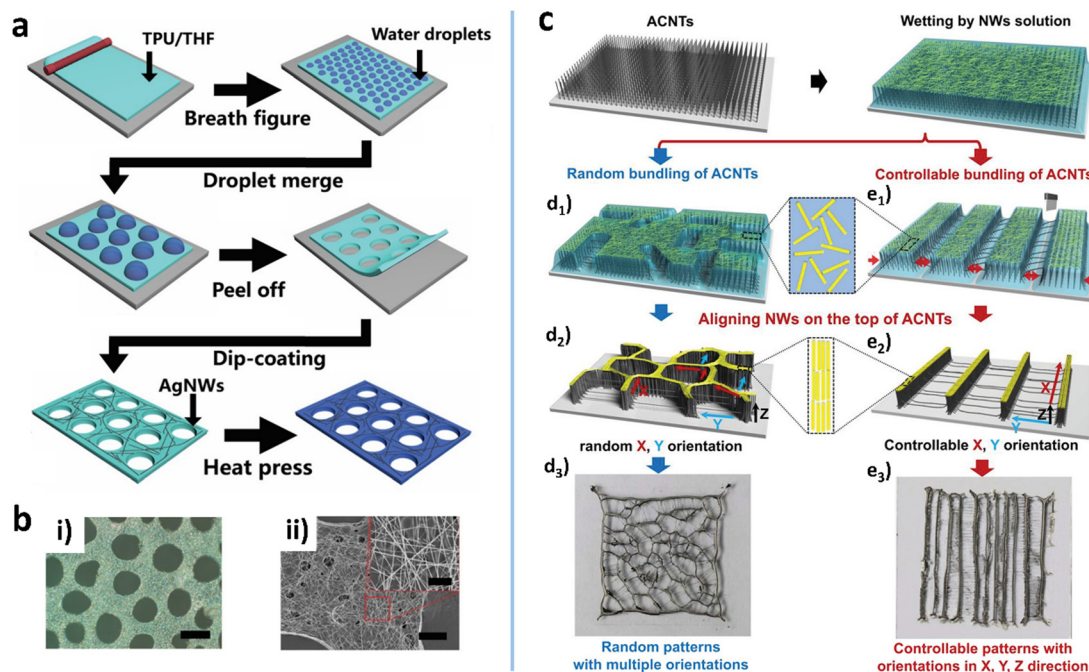 a
TPU/THF
Water droplets
Breath figure
Droplet merge
Peel off
Dip-coating
AgNWs
Heat press
b
i)
ii)
c
ACNTs
Wetting by NWs solution
Random bundling of ACNTs
Controllable bundling of ACNTs
d1)
e1)
Aligning NWs on the top of ACNTs
d2)
e2)
X
Y
Z
X
Y
Z
random X, Y orientation
Controllable X, Y orientation
d3)
e3)
Random patterns
with multiple orientations
Controllable patterns with
orientations in X, Y, Z direction